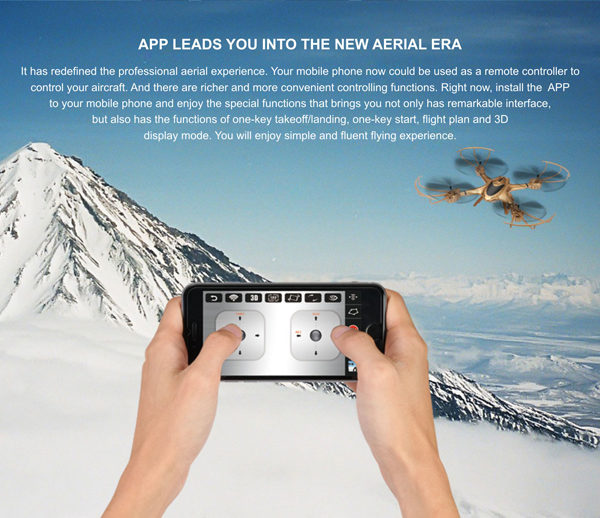 APP LEADS YOU INTO THE NEW AERIAL ERA
It has redefined the professional aerial experience. Your mobile phone now could be used as a remote controller to
control your aircraft. And there are richer and more convenient controlling functions. Right now, install the APP
to your mobile phone and enjoy the special functions that brings you not only has remarkable interface,
but also has the functions of one-key takeoff/landing, one-key start, flight plan and 3D
display mode. You will enjoy simple and fluent flying experience.
30